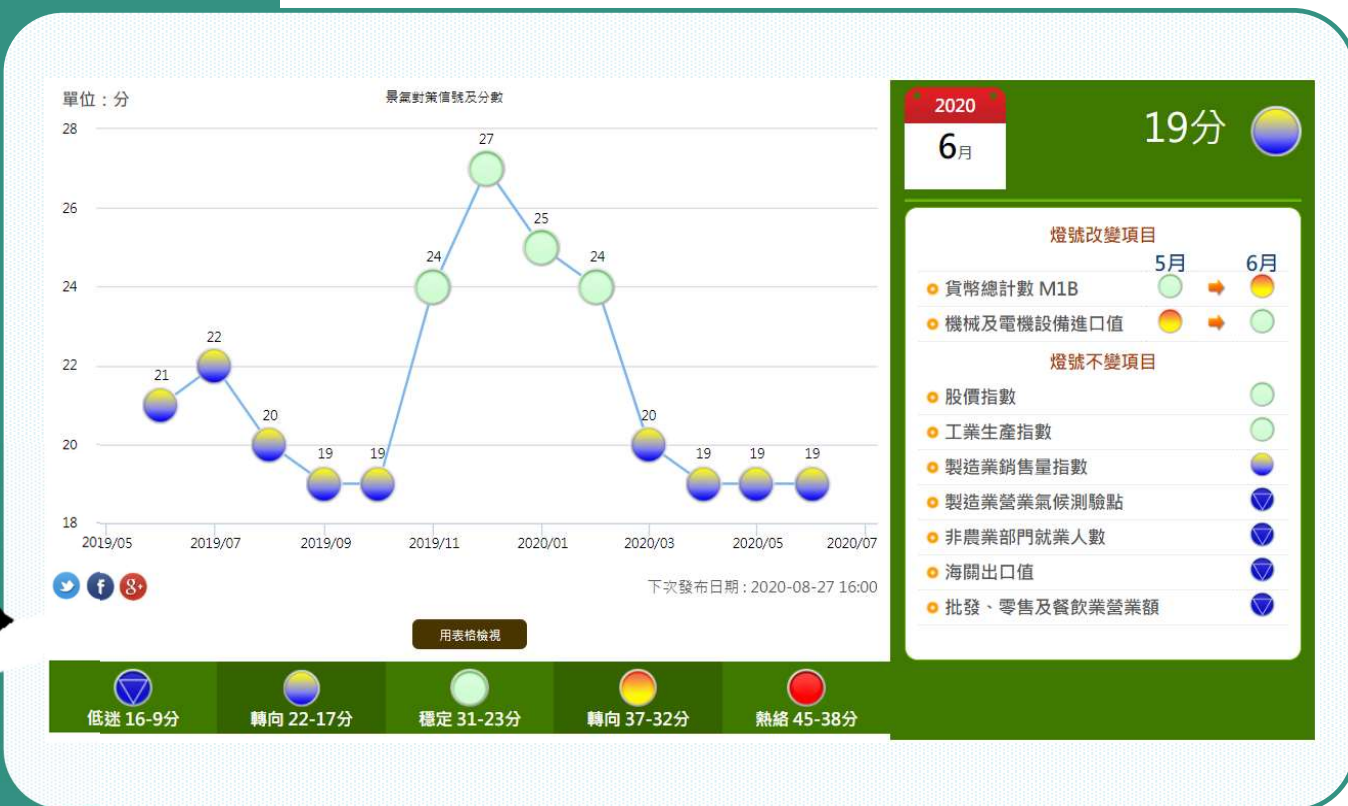 單位：分
景氣對策信號及分數
28
26
24
22
20
18
21
22
20
19
19
24
27
25
24
20
19
19
19
2019/05
2019/07
2019/09
2019/11
2020/01
2020/03
2020/05
2020/07
下次發布日期 : 2020-08-27 16:00
用表格檢視
低迷 16-9分
轉向 22-17分
穩定 31-23分
轉向 37-32分
熱絡 45-38分
2020
6月
19分
燈號改變項目
5月 6月
貨幣總計數 M1B
機械及電機設備進口值
燈號不變項目
股價指數
工業生產指數
製造業銷售量指數
製造業營業氣候測驗點
非農業部門就業人數
海關出口值
批發、零售及餐飲業營業額